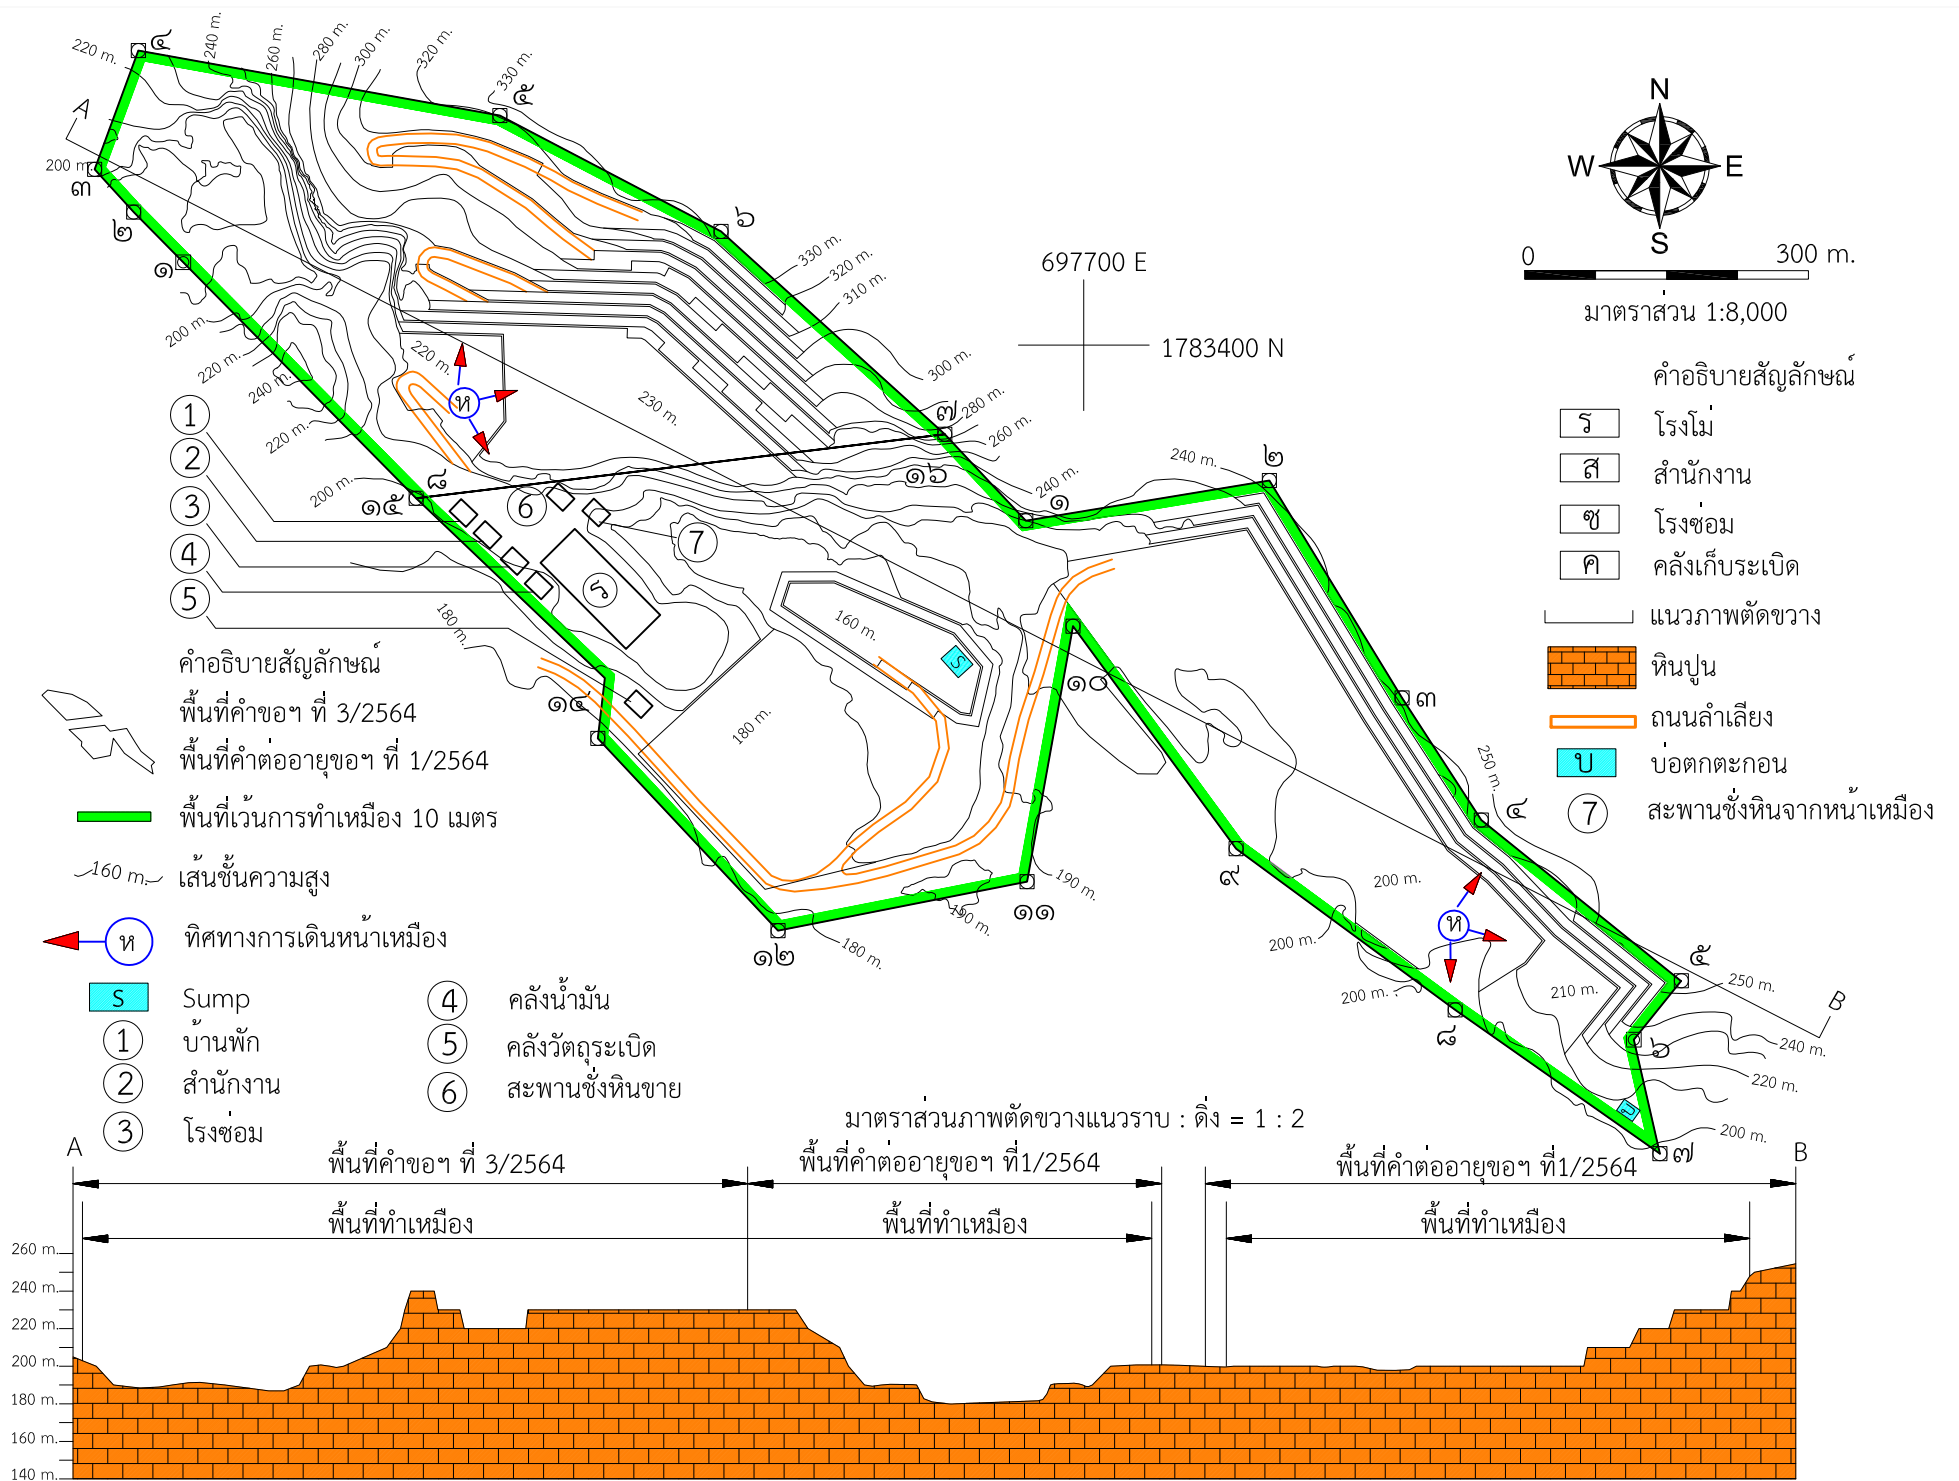 220 m.
๔
240 m.
260 m.
280 m.
300 m.
320 m.
330 m.
๕
A
200 m.
๓
๒
๑
๖
330 m.
320 m.
310 m.
300 m.
280 m.
260 m.
240 m.
๗
๑๖
๑
240 m.
๒
697700 E
1783400 N
N
W
E
S
0
300 m.
มาตราส่วน 1:8,000
คำอธิบายสัญลักษณ์
ร
โรงโม่
ส
สำนักงาน
ซ
โรงซ่อม
ค
คลังเก็บระเบิด
แนวภาพตัดขวาง
หินปูน
ถนนลำเลียง
บ
บ่อตกตะกอน
7
สะพานชั่งหินจากหน้าเหมือง
200 m.
220 m.
240 m.
220 m.
200 m.
220 m.
ห
230 m.
1
2
3
4
5
๑๕
๘
6
7
ร
180 m.
160 m.
S
180 m.
๑๔
๑๐
๑๑
๑๒
190 m.
190 m.
180 m.
๓
250 m.
๔
๙
200 m.
200 m.
ห
200 m.
๘
210 m.
๕
250 m.
B
๖
240 m.
220 m.
บ
200 m.
๗
คำอธิบายสัญลักษณ์
พื้นที่คำขอฯ ที่ 3/2564
พื้นที่คำต่ออายุขอฯ ที่ 1/2564
พื้นที่เว้นการทำเหมือง 10 เมตร
160 m.
เส้นชั้นความสูง
ห
ทิศทางการเดินหน้าเหมือง
S
Sump
1
บ้านพัก
2
สำนักงาน
3
โรงซ่อม
4
คลังน้ำมัน
5
คลังวัตถุระเบิด
6
สะพานชั่งหินขาย
มาตราส่วนภาพตัดขวางแนวราบ : ดิ่ง = 1 : 2
A
พื้นที่คำขอฯ ที่ 3/2564
พื้นที่คำต่ออายุขอฯ ที่1/2564
พื้นที่คำต่ออายุขอฯ ที่1/2564
B
พื้นที่ทำเหมือง
พื้นที่ทำเหมือง
พื้นที่ทำเหมือง
260 m.
240 m.
220 m.
200 m.
180 m.
160 m.
140 m.